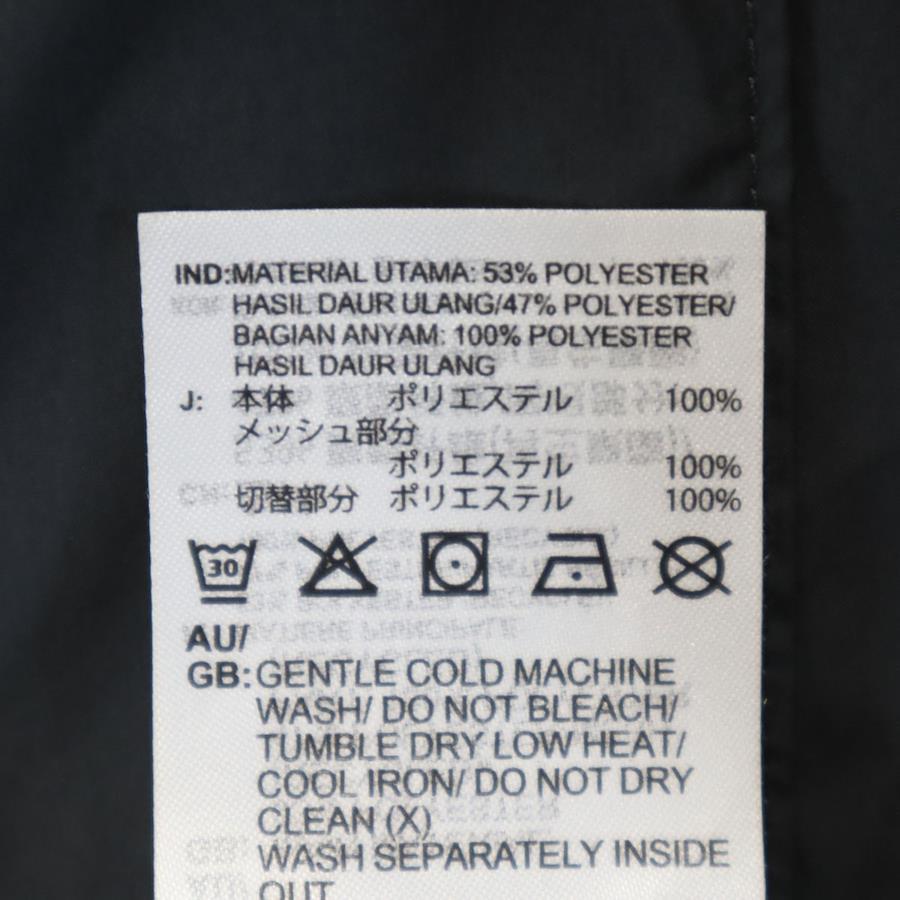 IND:MATERIAL UTAMA: 53% POLYESTER
HASIL DAUR ULANG/47% POLYESTER/
BAGIAN ANYAM: 100% POLYESTER
HASIL DAUR ULANG
J: 本体 ポリエステル 100%
メッシュ部分
ポリエステル 100%
切替部分 ポリエステル 100%
30
AU/
GB:GENTLE COLD MACHINE
WASH/ DO NOT BLEACH/
TUMBLE DRY LOW HEAT/
COOL IRON/ DO NOT DRY
CLEAN (X)
WASH SEPARATELY INSIDE
OUT